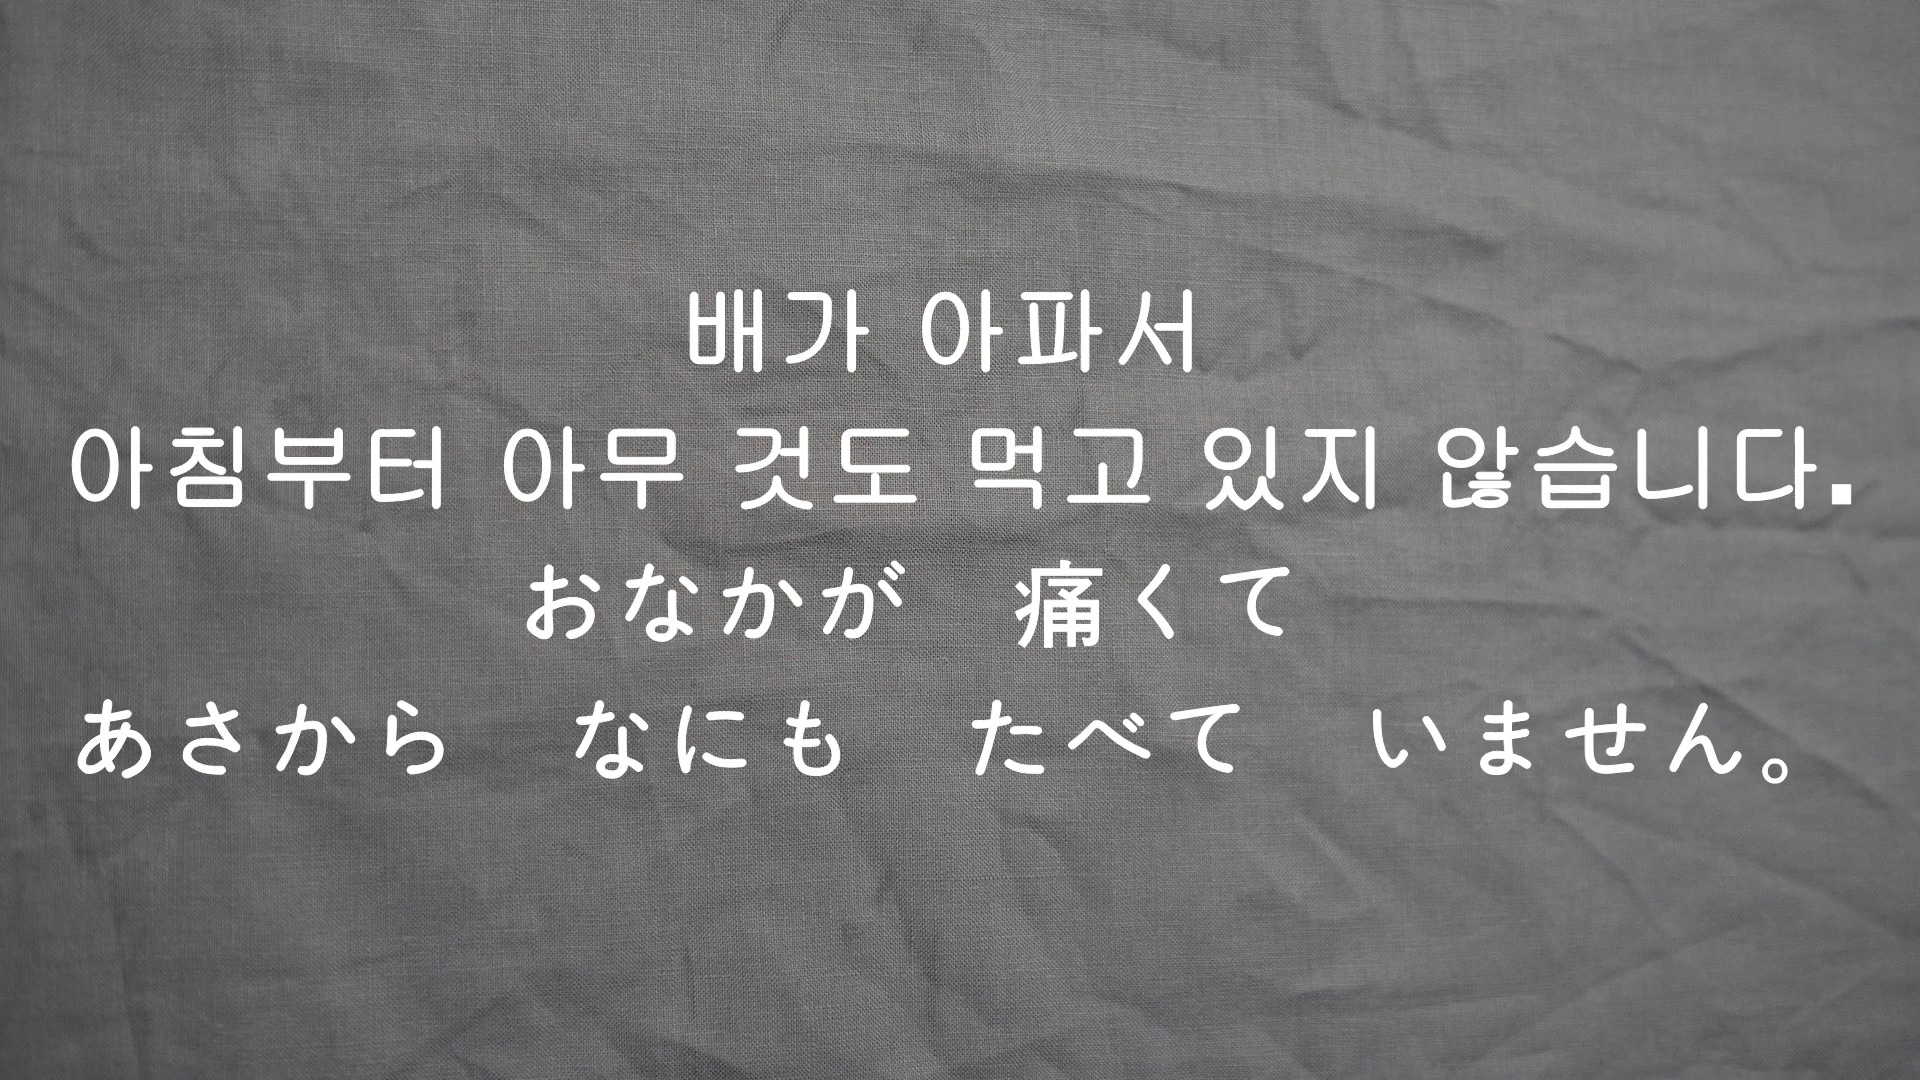 배가 아파서
아침부터 아무 것도 먹고 있지 않습니다.
おなかが　痛くて
あさから　なにも　たべて　いません。